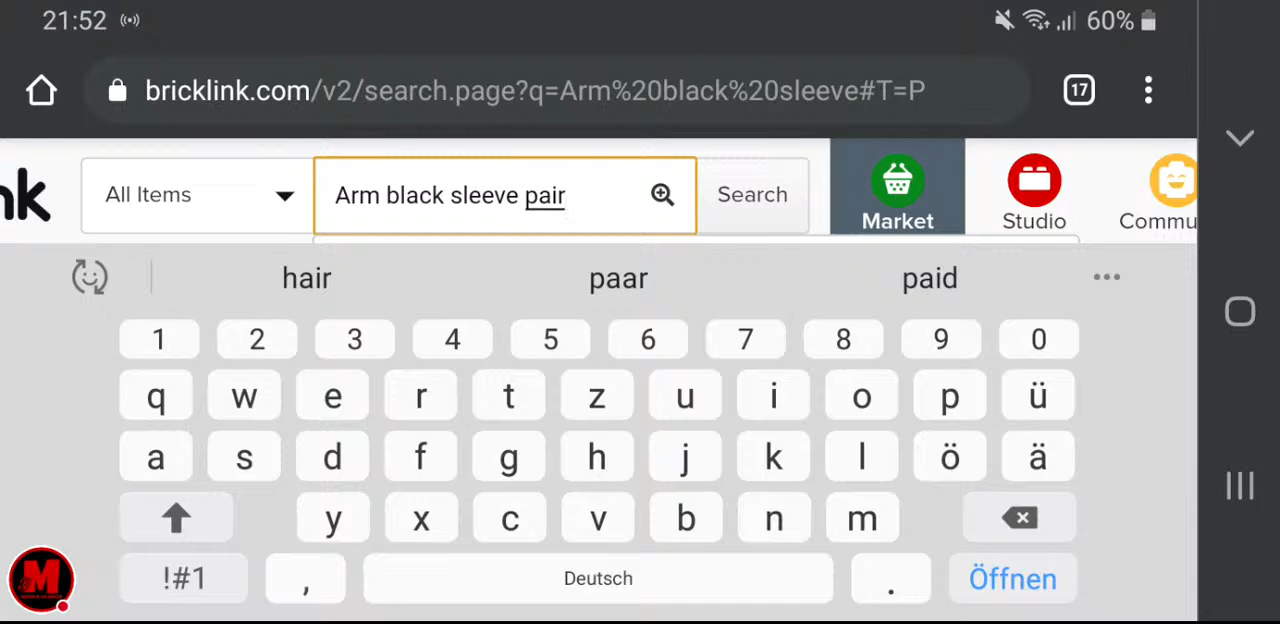 21:52 60%
bricklink.com/v2/search.page?q=Arm%20black%20sleeve#T=P 17
nk All Items Arm black sleeve pair Search Market Studio Commu
hair paar paid
1 2 3 4 5 6 7 8 9 0
q w e r t z u i o p ü
a s d f g h j k l ö ä
y x c v b n m
!#1 , Deutsch . Öffnen
M